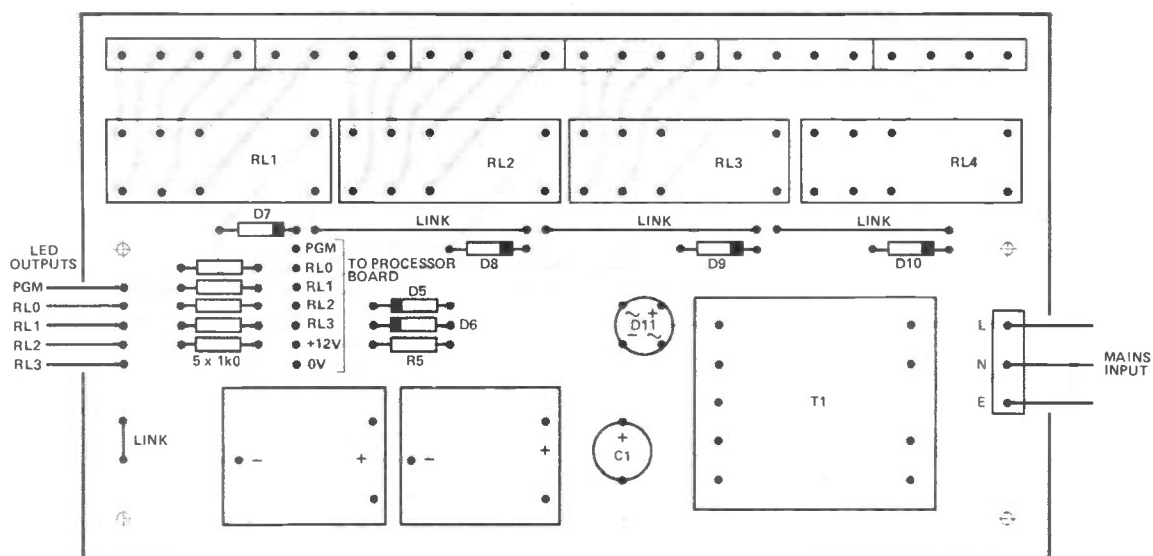 RL1
RL2
RL3
RL4
D7
LINK
LINK
LINK
D8
D9
D10
LED
OUTPUTS
PGM
RL0
RL1
RL2
RL3
5 x 1k0
PGM
RL0
RL1
RL2
RL3
+12V
0V
TO PROCESSOR
BOARD
D5
D6
R5
~ +
D11
− ~
T1
L
N
E
MAINS
INPUT
LINK
− +
− +
+
C1